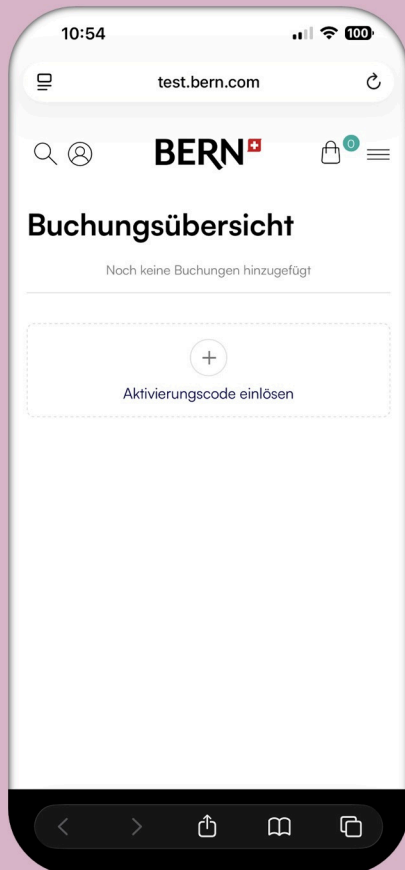 10:54
100
test.bern.com
BERN
0
Buchungsübersicht
Noch keine Buchungen hinzugefügt
Aktivierungscode einlösen